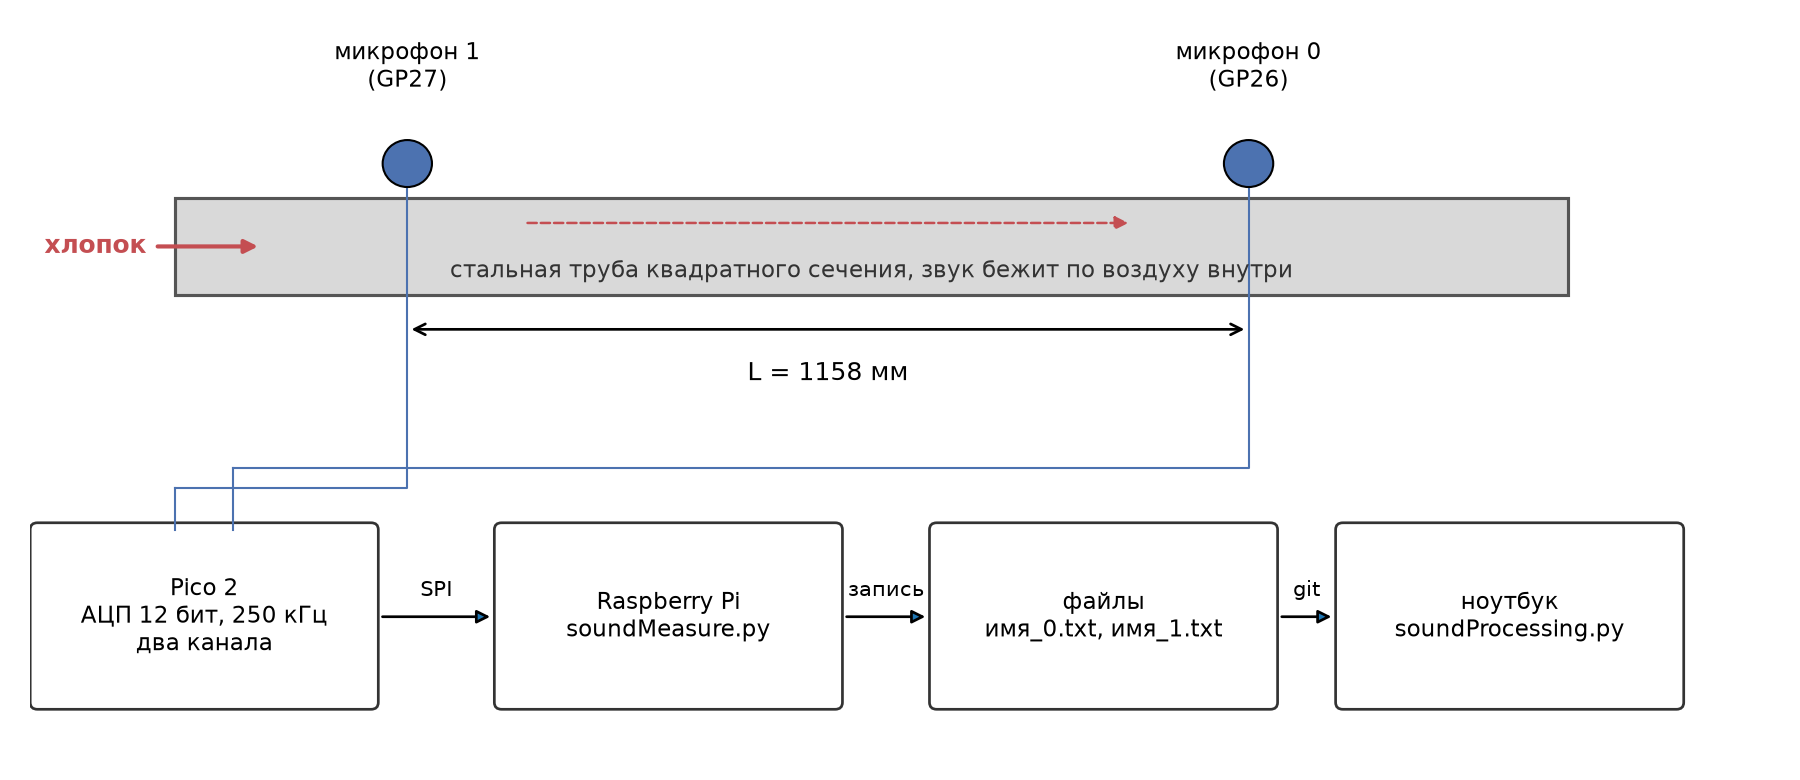 микрофон 1
(GP27)
микрофон 0
(GP26)
хлопок
стальная труба квадратного сечения, звук бежит по воздуху внутри
L = 1158 мм
Pico 2
АЦП 12 бит, 250 кГц
два канала
SPI
Raspberry Pi
soundMeasure.py
запись
файлы
имя_0.txt, имя_1.txt
git
ноутбук
soundProcessing.py